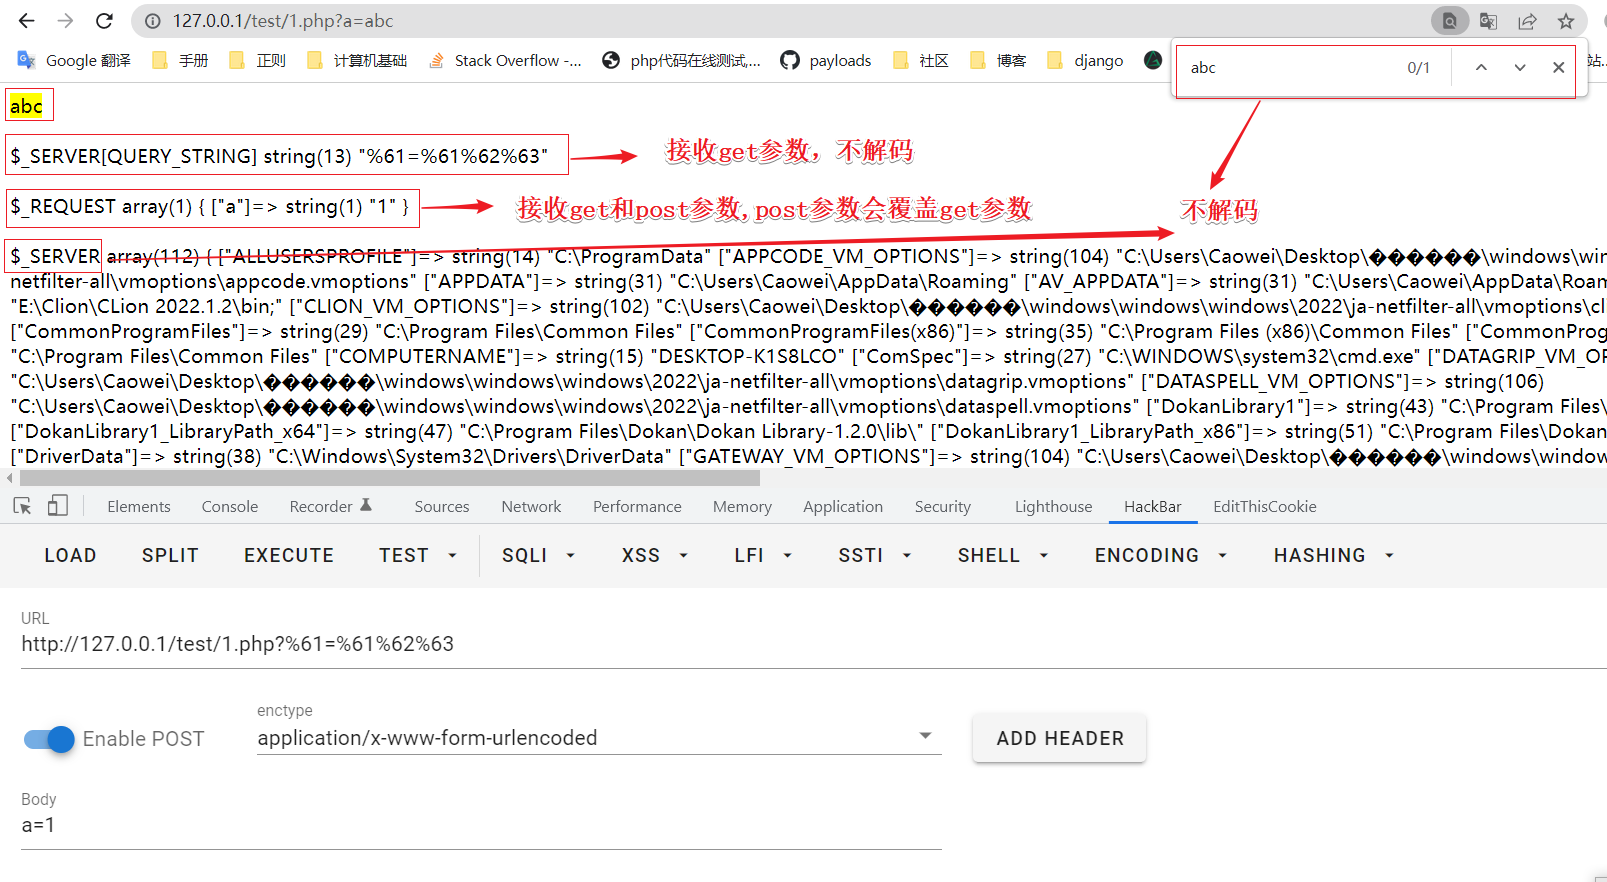 127.0.0.1/test/1.php?a=abc
Google 翻译 手册 正则 计算机基础 Stack Overflow -... php代码在线测试,... payloads 社区 博客 django 站..
abc 0/1
abc
$_SERVER[QUERY_STRING] string(13) "%61=%61%62%63"
接收get参数，不解码
$_REQUEST array(1) { ["a"]=> string(1) "1" }
接收get和post参数,post参数会覆盖get参数
不解码
$_SERVER array(112) { ["ALLUSERSPROFILE"]=> string(14) "C:\ProgramData" ["APPCODE_VM_OPTIONS"]=> string(104) "C:\Users\Caowei\Desktop\������\windows\win
netfilter-all\vmoptions\appcode.vmoptions" ["APPDATA"]=> string(31) "C:\Users\Caowei\AppData\Roaming" ["AV_APPDATA"]=> string(31) "C:\Users\Caowei\AppData\Roam
"E:\Clion\CLion 2022.1.2\bin;" ["CLION_VM_OPTIONS"]=> string(102) "C:\Users\Caowei\Desktop\������\windows\windows\windows\2022\ja-netfilter-all\vmoptions\cl
["CommonProgramFiles"]=> string(29) "C:\Program Files\Common Files" ["CommonProgramFiles(x86)"]=> string(35) "C:\Program Files (x86)\Common Files" ["CommonProg
"C:\Program Files\Common Files" ["COMPUTERNAME"]=> string(15) "DESKTOP-K1S8LCO" ["ComSpec"]=> string(27) "C:\WINDOWS\system32\cmd.exe" ["DATAGRIP_VM_OP
"C:\Users\Caowei\Desktop\������\windows\windows\windows\2022\ja-netfilter-all\vmoptions\datagrip.vmoptions" ["DATASPELL_VM_OPTIONS"]=> string(106)
"C:\Users\Caowei\Desktop\������\windows\windows\windows\2022\ja-netfilter-all\vmoptions\dataspell.vmoptions" ["DokanLibrary1"]=> string(43) "C:\Program Files\
["DokanLibrary1_LibraryPath_x64"]=> string(47) "C:\Program Files\Dokan\Dokan Library-1.2.0\lib\" ["DokanLibrary1_LibraryPath_x86"]=> string(51) "C:\Program Files\Dokan
["DriverData"]=> string(38) "C:\Windows\System32\Drivers\DriverData" ["GATEWAY_VM_OPTIONS"]=> string(104) "C:\Users\Caowei\Desktop\������\windows\windov
Elements Console Recorder Sources Network Performance Memory Application Security Lighthouse HackBar EditThisCookie
LOAD SPLIT EXECUTE TEST SQLI XSS LFI SSTI SHELL ENCODING HASHING
URL
http://127.0.0.1/test/1.php?%61=%61%62%63
enctype
Enable POST application/x-www-form-urlencoded ADD HEADER
Body
a=1